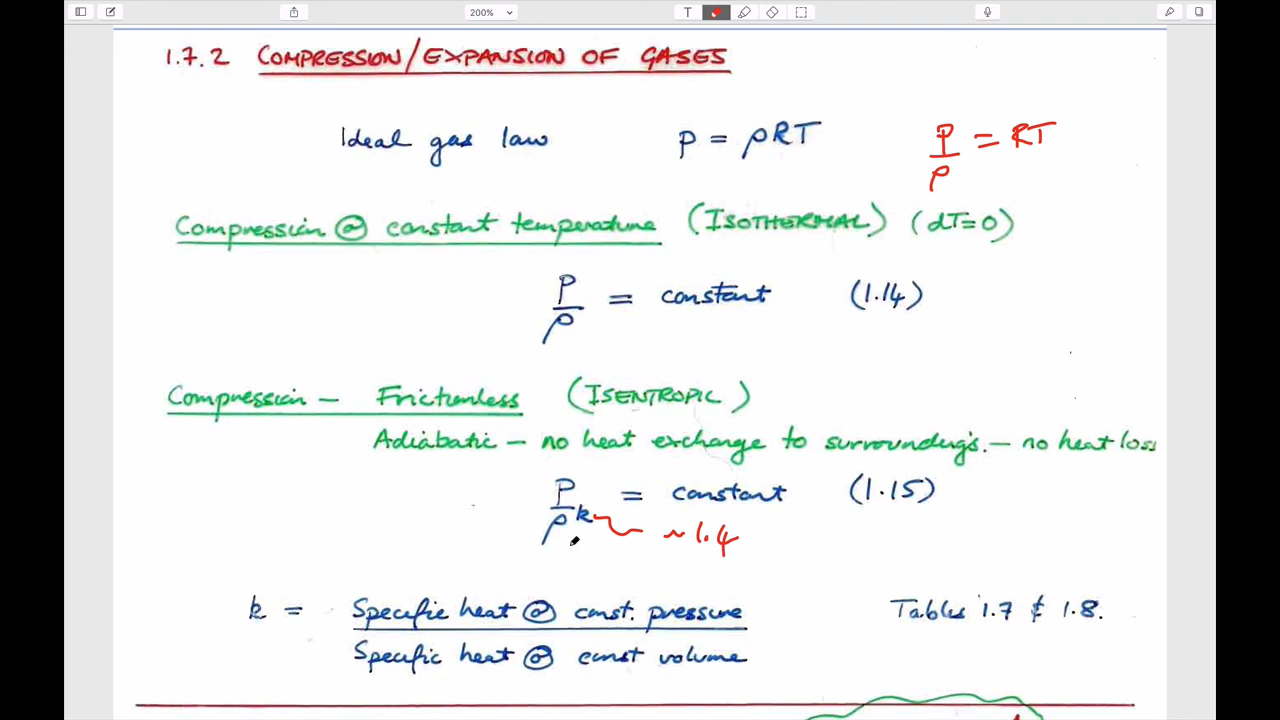 200%
T
1.7.2 COMPRESSION/EXPANSION OF GASES
Ideal gas law p = ρRT P/ρ = RT
Compression @ constant temperature (ISOTHERMAL) (dT=0)
P/ρ = constant (1.14)
Compression - Frictionless (ISENTROPIC)
Adiabatic - no heat exchange to surroundings. - no heat loss
P/ρ^k = constant (1.15)
~1.4
k = Specific heat @ const. pressure Tables 1.7 & 1.8.
Specific heat @ const volume